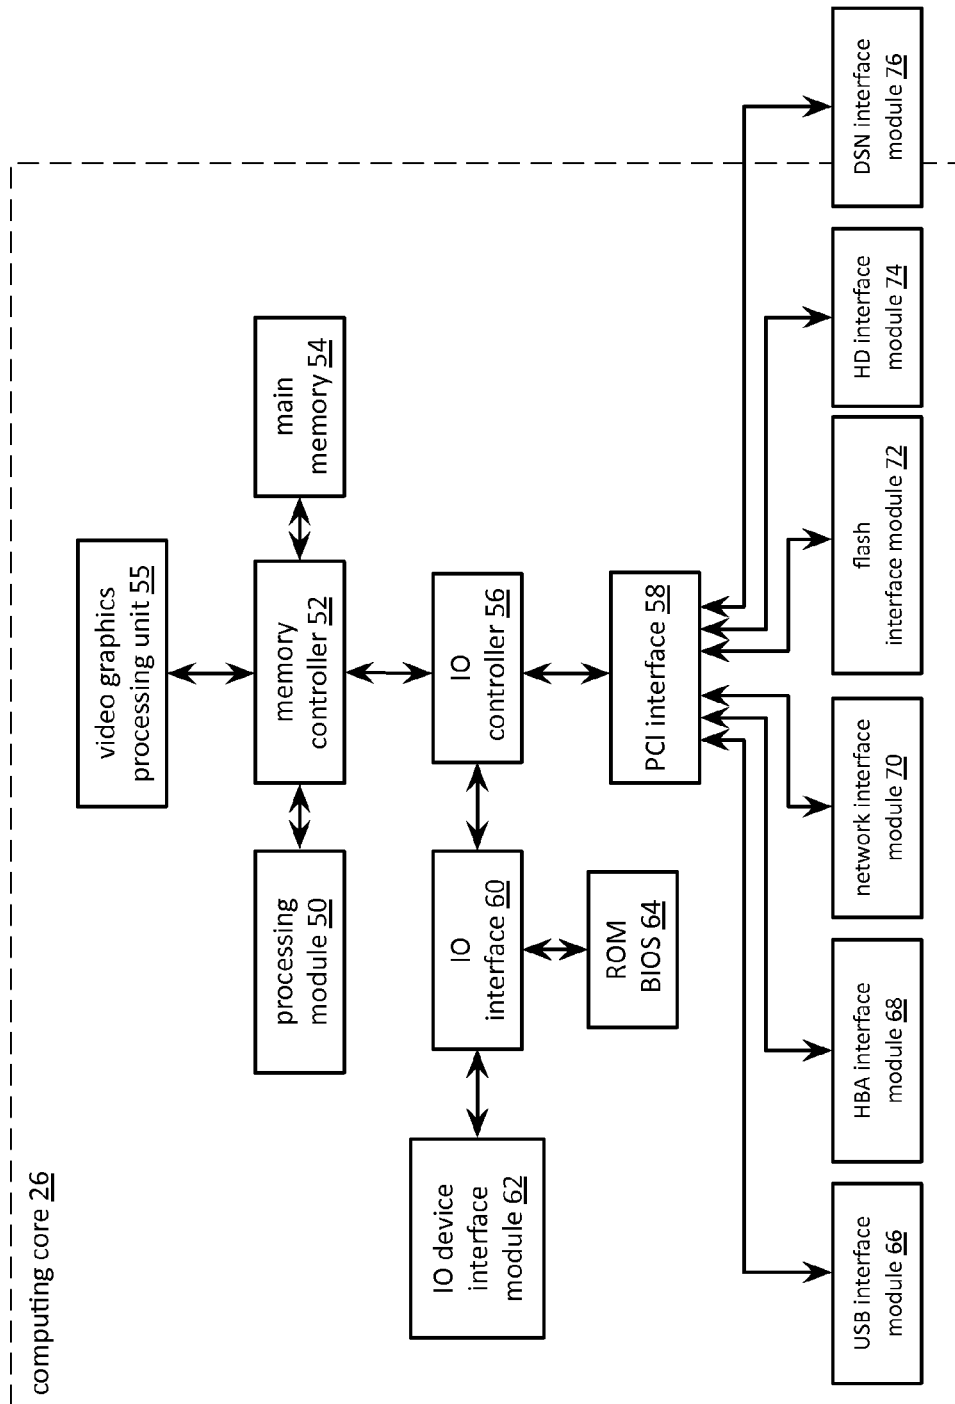 computing core 26
video graphics
processing unit 55
processing
module 50
memory
controller 52
main
memory 54
IO device
interface
module 62
IO
interface 60
IO
controller 56
ROM
BIOS 64
PCI interface 58
USB interface
module 66
HBA interface
module 68
network interface
module 70
flash
interface module 72
HD interface
module 74
DSN interface
module 76